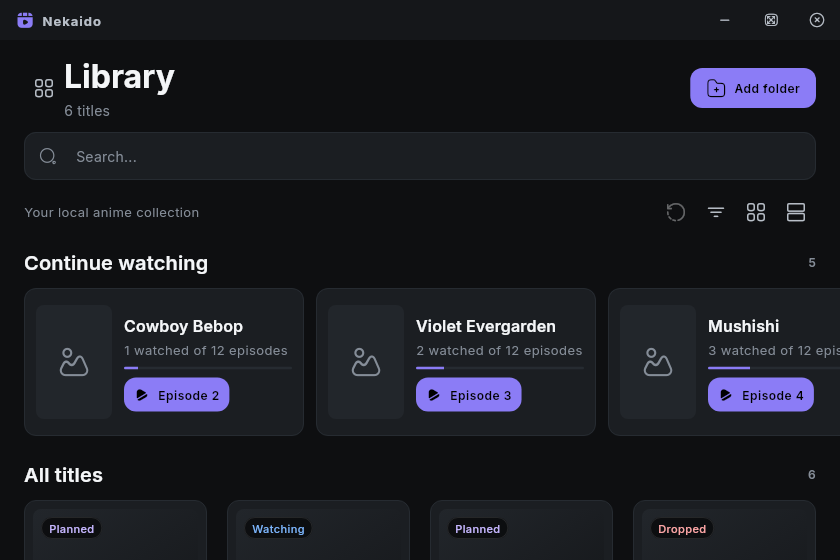 Nekaido
Library
6 titles
Add folder
Search...
Your local anime collection
Continue watching
5
Cowboy Bebop
1 watched of 12 episodes
Episode 2
Violet Evergarden
2 watched of 12 episodes
Episode 3
Mushishi
3 watched of 12 epis
Episode 4
All titles
6
Planned
Watching
Planned
Dropped